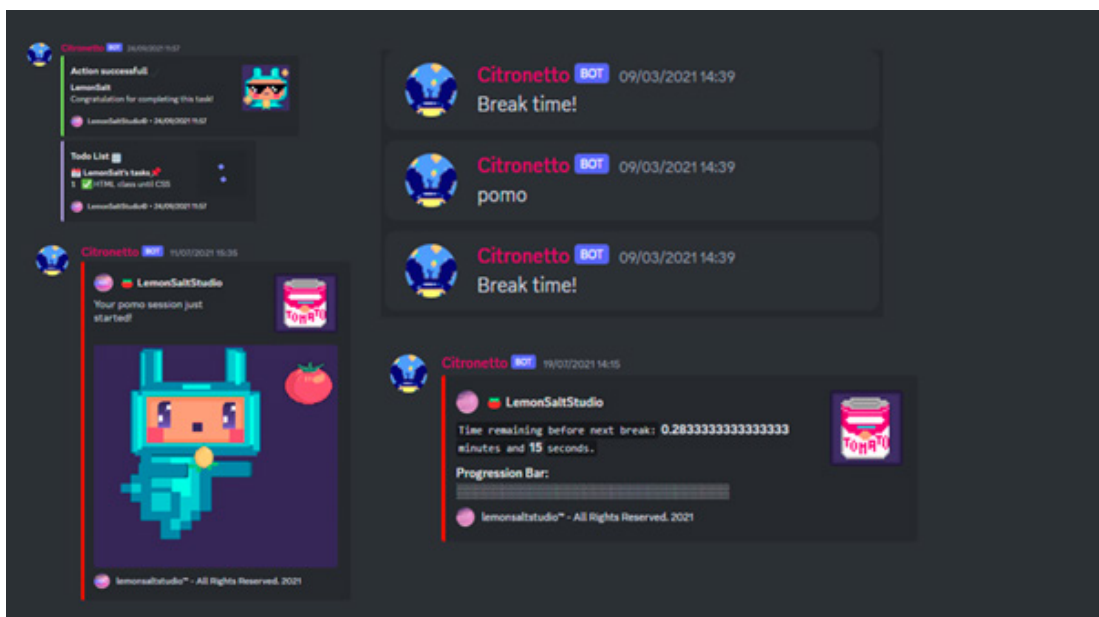 Citronetto BOT 24/09/2021 11:57
Action successfull
LemonSalt
Congratulation for completing this task!
LemonSaltStudio© • 24/09/2021 11:57
Todo List
LemonSalt's tasks
1 HTML class until CSS
LemonSaltStudio© • 24/09/2021 11:57
Citronetto BOT 11/07/2021 15:35
LemonSaltStudio
Your pomo session just
started!
TOMATO
lemonsaltstudio™ - All Rights Reserved. 2021
Citronetto BOT 09/03/2021 14:39
Break time!
Citronetto BOT 09/03/2021 14:39
pomo
Citronetto BOT 09/03/2021 14:39
Break time!
Citronetto BOT 19/07/2021 14:15
LemonSaltStudio
Time remaining before next break: 0.2833333333333333
minutes and 15 seconds.
TOMATO
Progression Bar:
lemonsaltstudio™ - All Rights Reserved. 2021